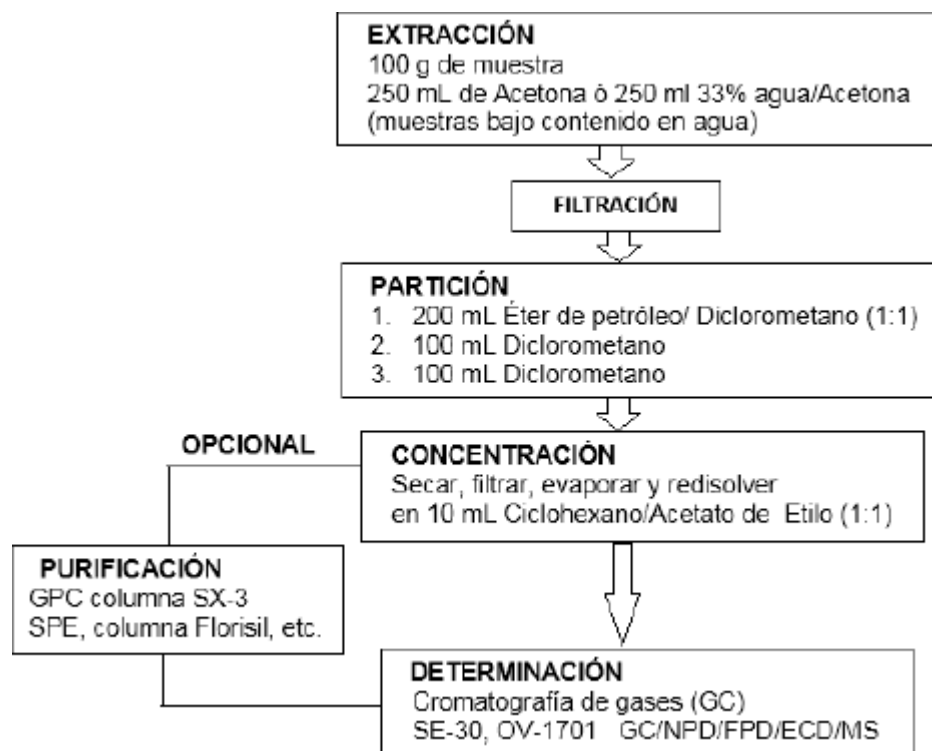 EXTRACCIÓN
100 g de muestra
250 mL de Acetona ó 250 ml 33% agua/Acetona
(muestras bajo contenido en agua)
FILTRACIÓN
PARTICIÓN
1. 200 mL Éter de petróleo/ Diclorometano (1:1)
2. 100 mL Diclorometano
3. 100 mL Diclorometano
OPCIONAL
CONCENTRACIÓN
Secar, filtrar, evaporar y redisolver
en 10 mL Ciclohexano/Acetato de Etilo (1:1)
PURIFICACIÓN
GPC columna SX-3
SPE, columna Florisil, etc.
DETERMINACIÓN
Cromatografía de gases (GC)
SE-30, OV-1701 GC/NPD/FPD/ECD/MS